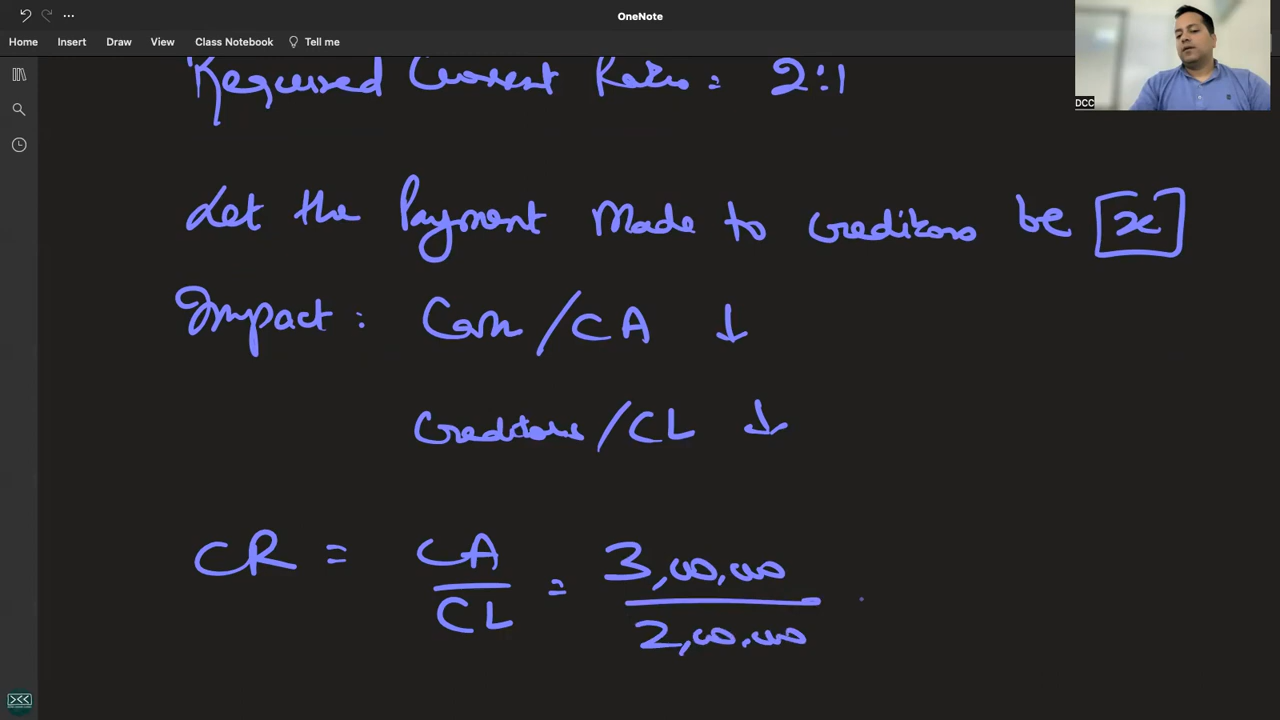 OneNote
Home Insert Draw View Class Notebook Tell me
DCC
Required Current Ratio = 2:1
Let the Payment Made to creditors be [x]
Impact : Cash/CA ↓
Creditors/CL ↓
CR = CA/CL = 3,00,000/2,00,000